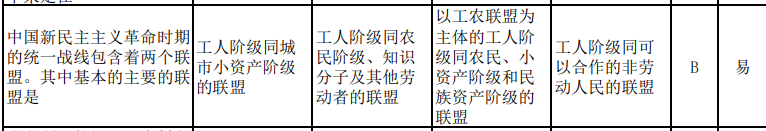 中国新民主主义革命时期
的统一战线包含着两个联
盟。其中基本的主要的联
盟是
工人阶级同城
市小资产阶级
的联盟
工人阶级同农
民阶级、知识
分子及其他劳
动者的联盟
以工农联盟为
主体的工人阶
级同农民、小
资产阶级和民
族资产阶级的
联盟
工人阶级同可
以合作的非劳
动人民的联盟
B
易